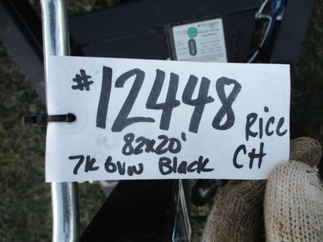 #12448
82x20'
7K GVW Black
Rice
CH